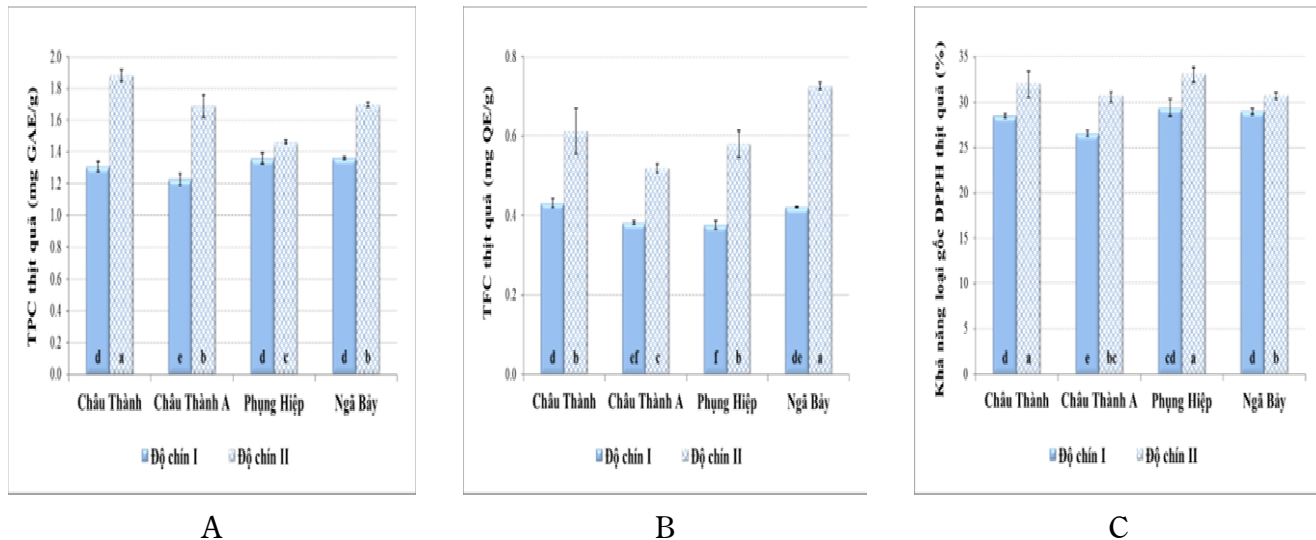 TPC thịt quả (mg GAE/g)
2.0
1.8
1.6
1.4
1.2
1.0
0.8
0.6
0.4
0.2
0.0
d a e b d c d b
Châu Thành Châu Thành A Phụng Hiệp Ngã Bảy
Độ chín I Độ chín II
A
TFC thịt quả (mg QE/g)
0.8
0.6
0.4
0.2
0.0
d b ef c f b de a
Châu Thành Châu Thành A Phụng Hiệp Ngã Bảy
Độ chín I Độ chín II
B
Khả năng loại gốc DPPH thịt quả (%)
35
30
25
20
15
10
5
0
d a e bc cd a d b
Châu Thành Châu Thành A Phụng Hiệp Ngã Bảy
Độ chín I Độ chín II
C